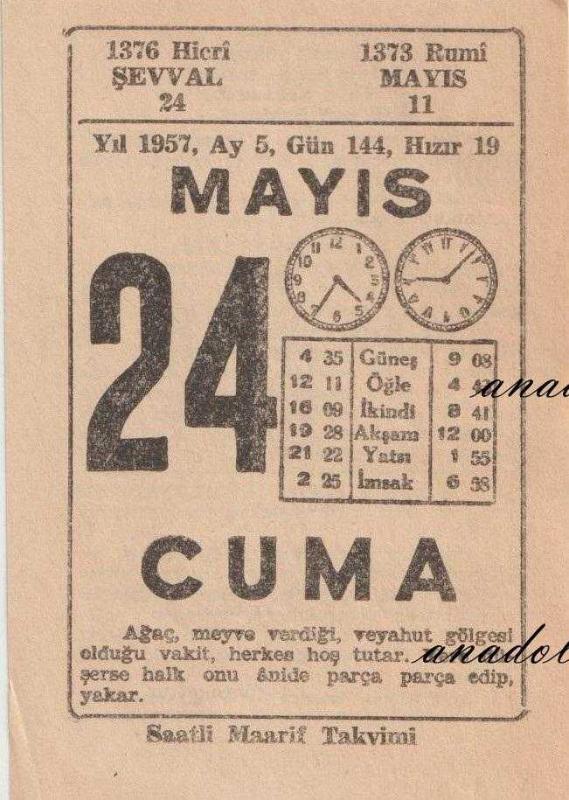 1376 Hicrî 1373 Rumî
ŞEVVAL MAYIS
24 11
Yıl 1957, Ay 5, Gün 144, Hızır 19
MAYIS
24
4 35 Güneş 9 08
12 11 Öğle 4
16 09 İkindi 8 41
19 28 Akşam 12 00
21 22 Yatsı 1 55
2 25 İmsak 6 58
CUMA
Ağaç, meyve verdiği, veyahut gölgesi
olduğu vakit, herkes hoş tutar.
şerse halk onu ânide parça parça edip,
yakar.
Saatli Maarif Takvimi
anad
anadol